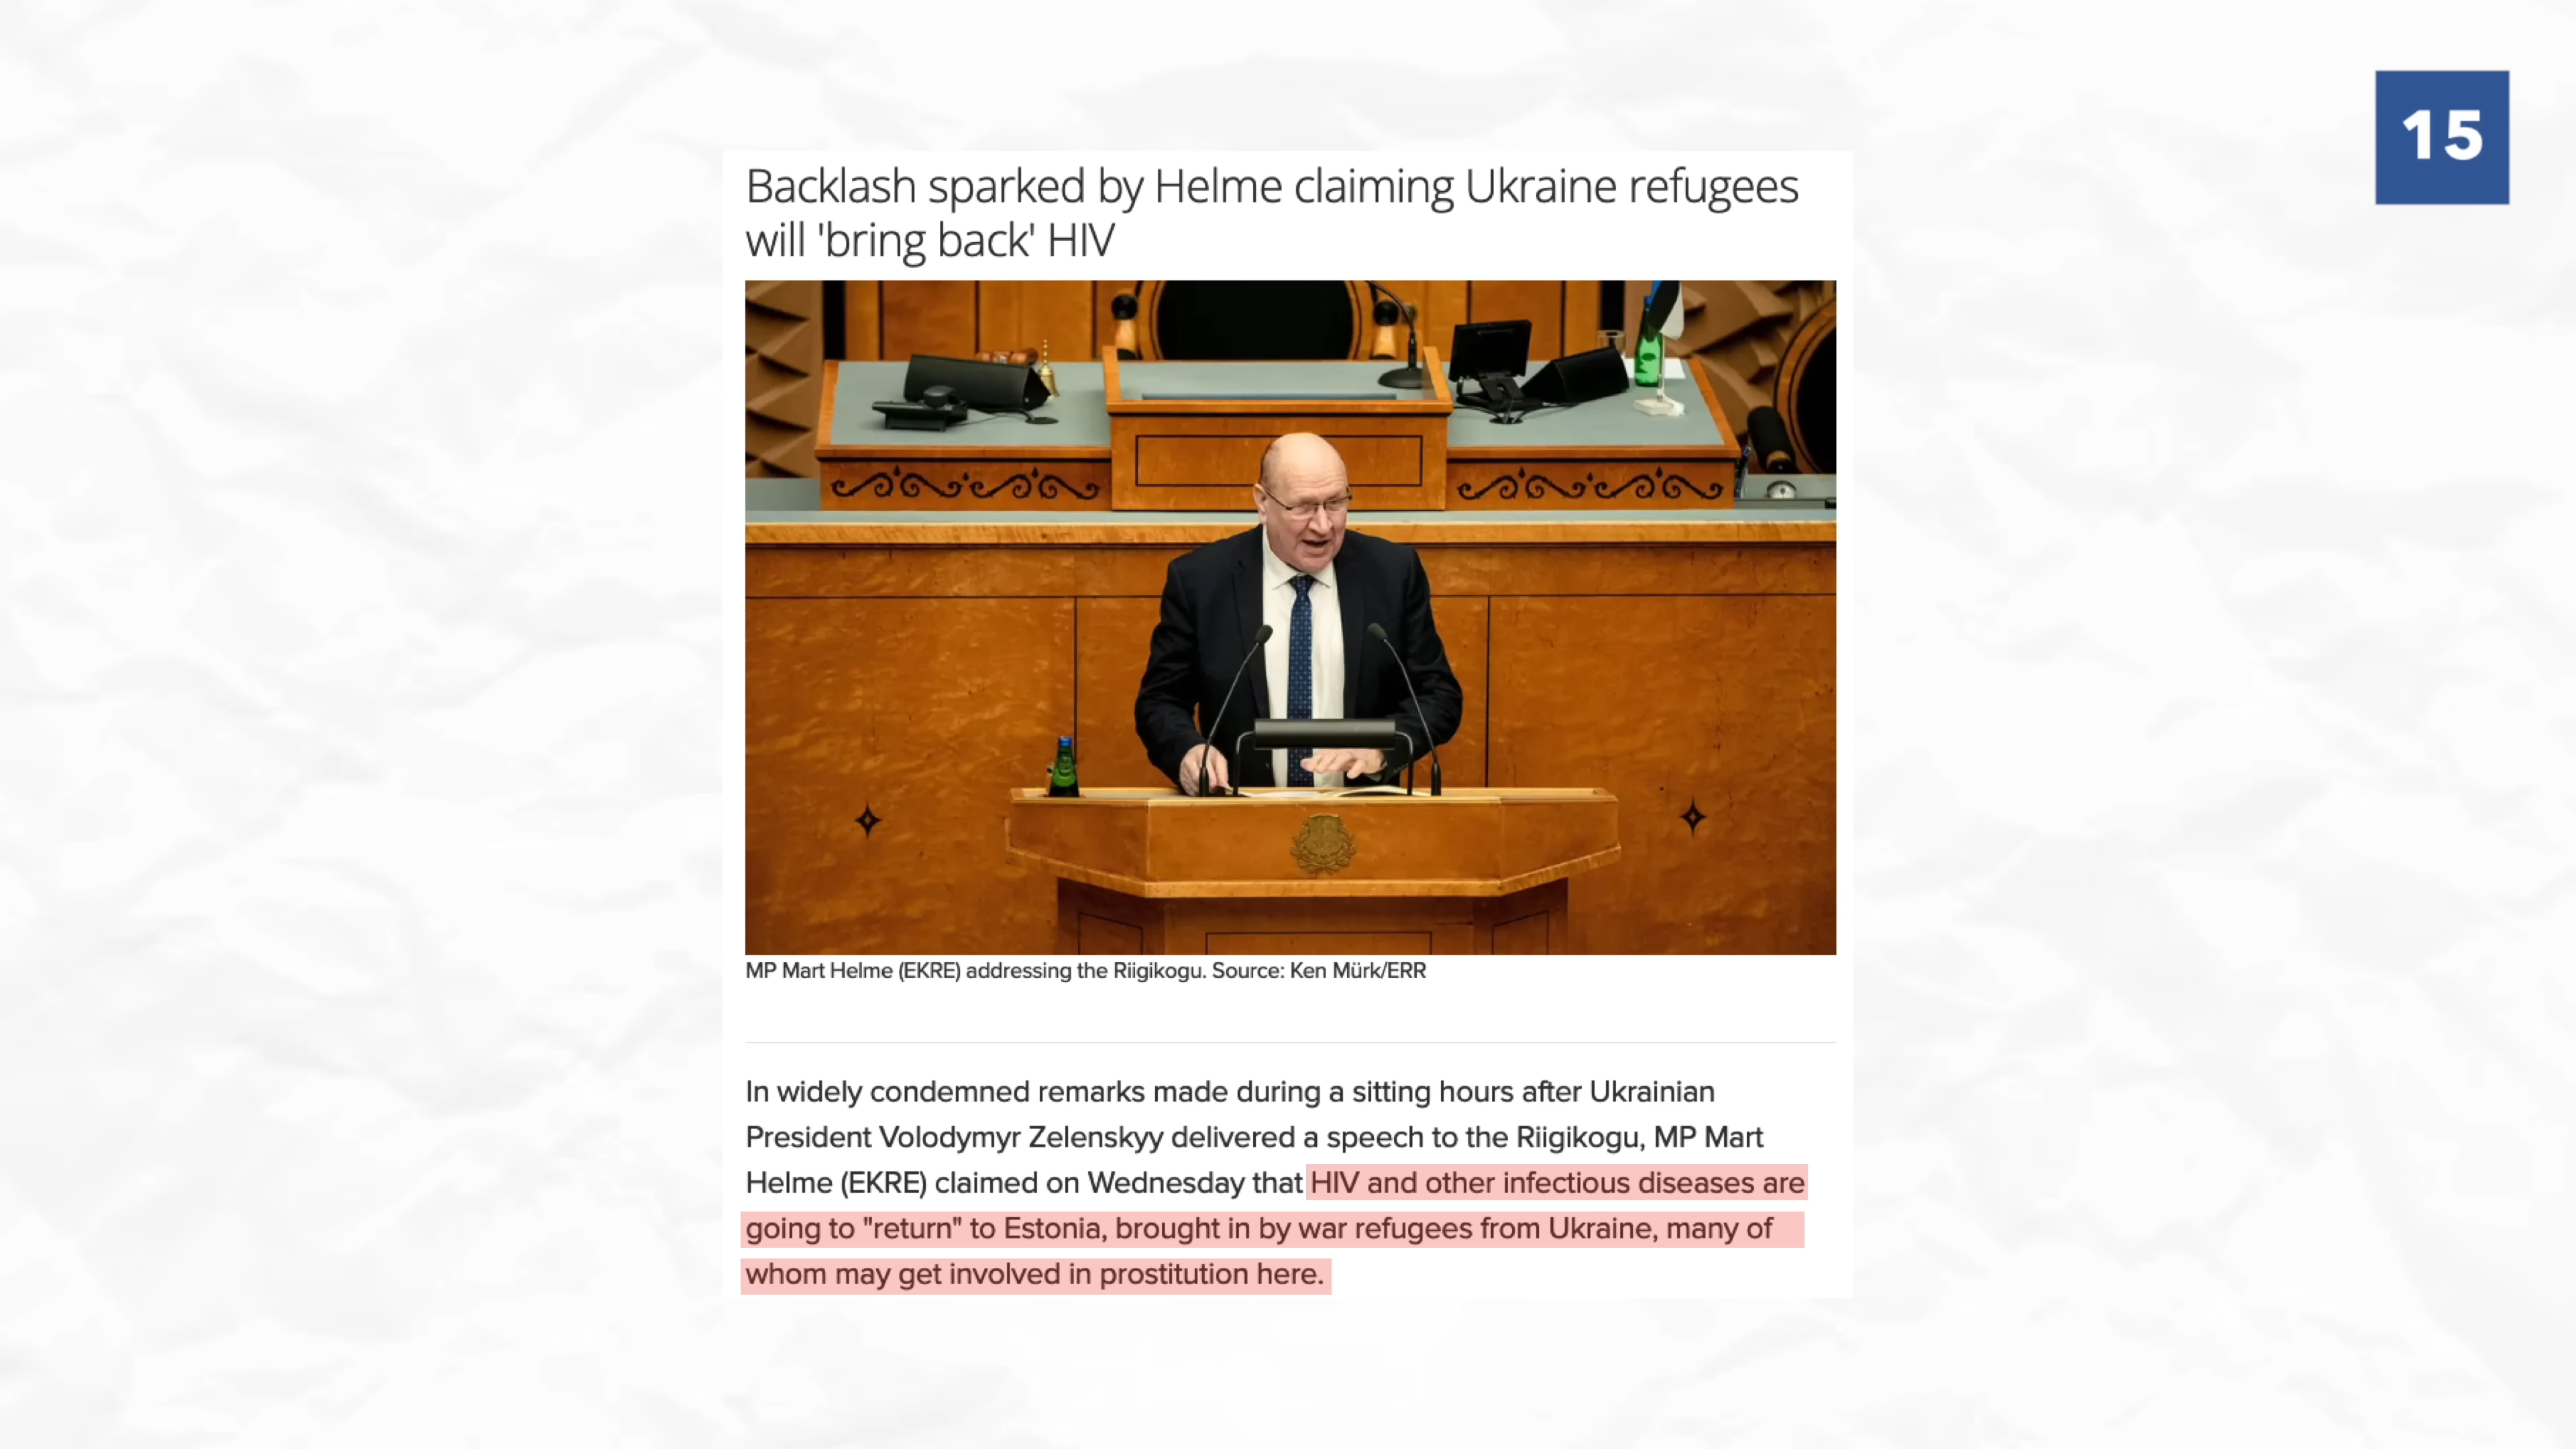 15
Backlash sparked by Helme claiming Ukraine refugees
will 'bring back' HIV
MP Mart Helme (EKRE) addressing the Riigikogu. Source: Ken Mürk/ERR
In widely condemned remarks made during a sitting hours after Ukrainian
President Volodymyr Zelenskyy delivered a speech to the Riigikogu, MP Mart
Helme (EKRE) claimed on Wednesday that HIV and other infectious diseases are
going to "return" to Estonia, brought in by war refugees from Ukraine, many of
whom may get involved in prostitution here.